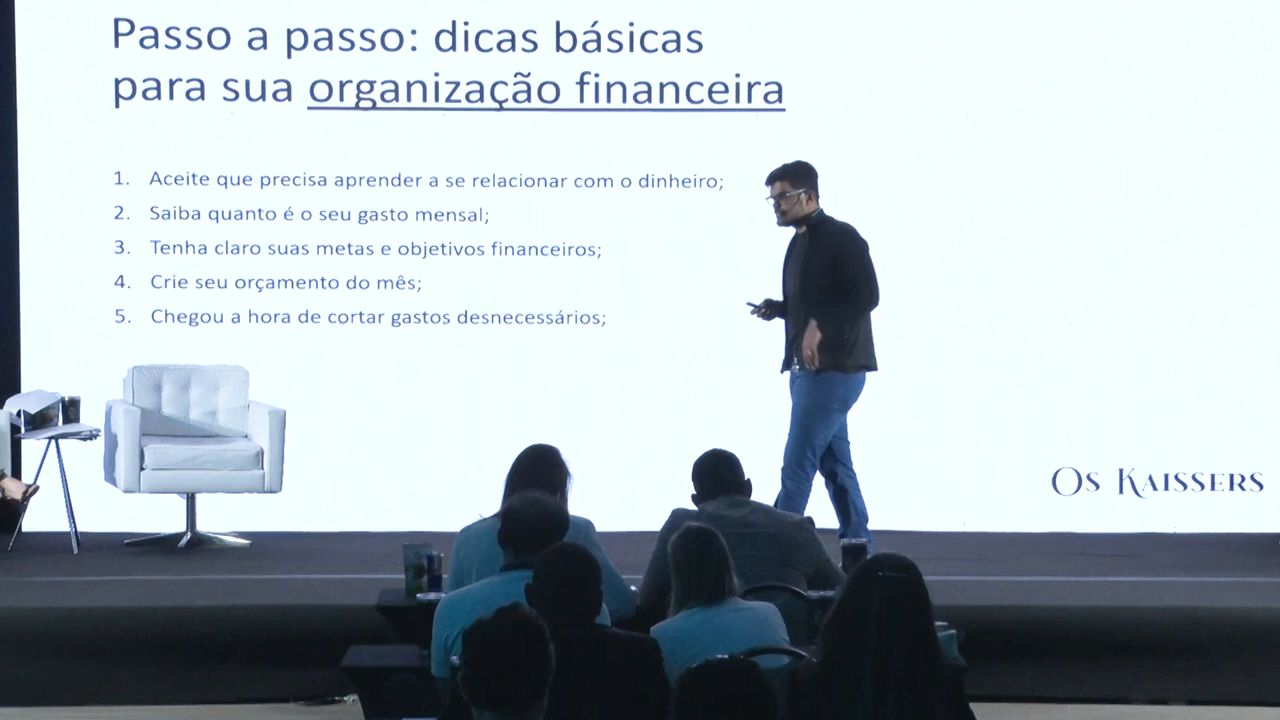 Passo a passo: dicas básicas
para sua organização financeira
1. Aceite que precisa aprender a se relacionar com o dinheiro;
2. Saiba quanto é o seu gasto mensal;
3. Tenha claro suas metas e objetivos financeiros;
4. Crie seu orçamento do mês;
5. Chegou a hora de cortar gastos desnecessários;
Os Kaissers